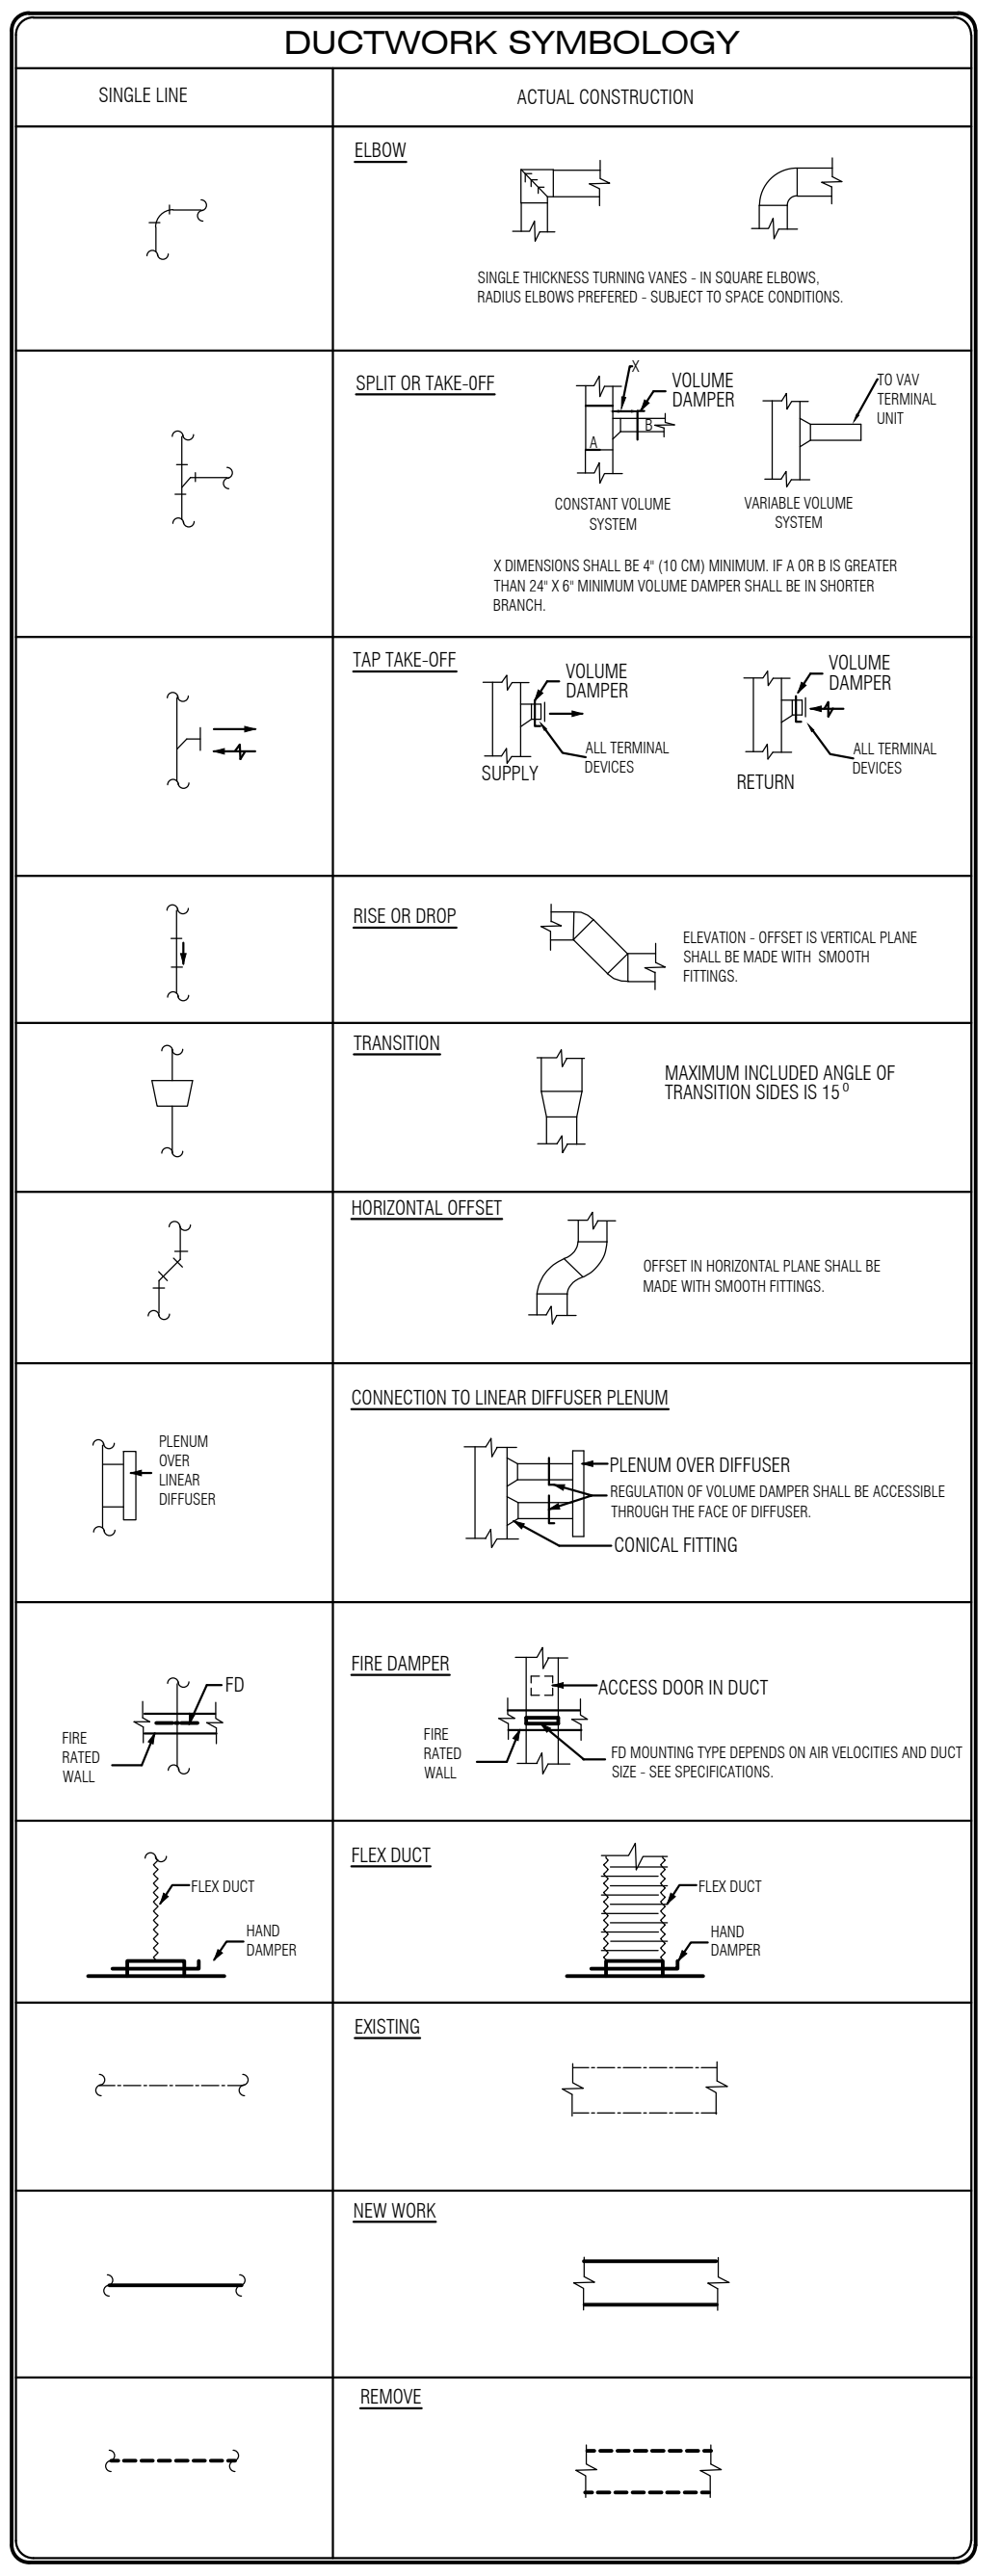 DUCTWORK SYMBOLOGY
SINGLE LINE
ACTUAL CONSTRUCTION
ELBOW
SINGLE THICKNESS TURNING VANES - IN SQUARE ELBOWS,
RADIUS ELBOWS PREFERED - SUBJECT TO SPACE CONDITIONS.
SPLIT OR TAKE-OFF
X
VOLUME
DAMPER
A
B
CONSTANT VOLUME
SYSTEM
TO VAV
TERMINAL
UNIT
VARIABLE VOLUME
SYSTEM
X DIMENSIONS SHALL BE 4" (10 CM) MINIMUM. IF A OR B IS GREATER
THAN 24" X 6" MINIMUM VOLUME DAMPER SHALL BE IN SHORTER
BRANCH.
TAP TAKE-OFF
VOLUME
DAMPER
ALL TERMINAL
DEVICES
SUPPLY
VOLUME
DAMPER
ALL TERMINAL
DEVICES
RETURN
RISE OR DROP
ELEVATION - OFFSET IS VERTICAL PLANE
SHALL BE MADE WITH SMOOTH
FITTINGS.
TRANSITION
MAXIMUM INCLUDED ANGLE OF
TRANSITION SIDES IS 15⁰
HORIZONTAL OFFSET
OFFSET IN HORIZONTAL PLANE SHALL BE
MADE WITH SMOOTH FITTINGS.
PLENUM
OVER
LINEAR
DIFFUSER
CONNECTION TO LINEAR DIFFUSER PLENUM
PLENUM OVER DIFFUSER
REGULATION OF VOLUME DAMPER SHALL BE ACCESSIBLE
THROUGH THE FACE OF DIFFUSER.
CONICAL FITTING
FD
FIRE
RATED
WALL
FIRE DAMPER
ACCESS DOOR IN DUCT
FIRE
RATED
WALL
FD MOUNTING TYPE DEPENDS ON AIR VELOCITIES AND DUCT
SIZE - SEE SPECIFICATIONS.
FLEX DUCT
HAND
DAMPER
FLEX DUCT
FLEX DUCT
HAND
DAMPER
EXISTING
NEW WORK
REMOVE